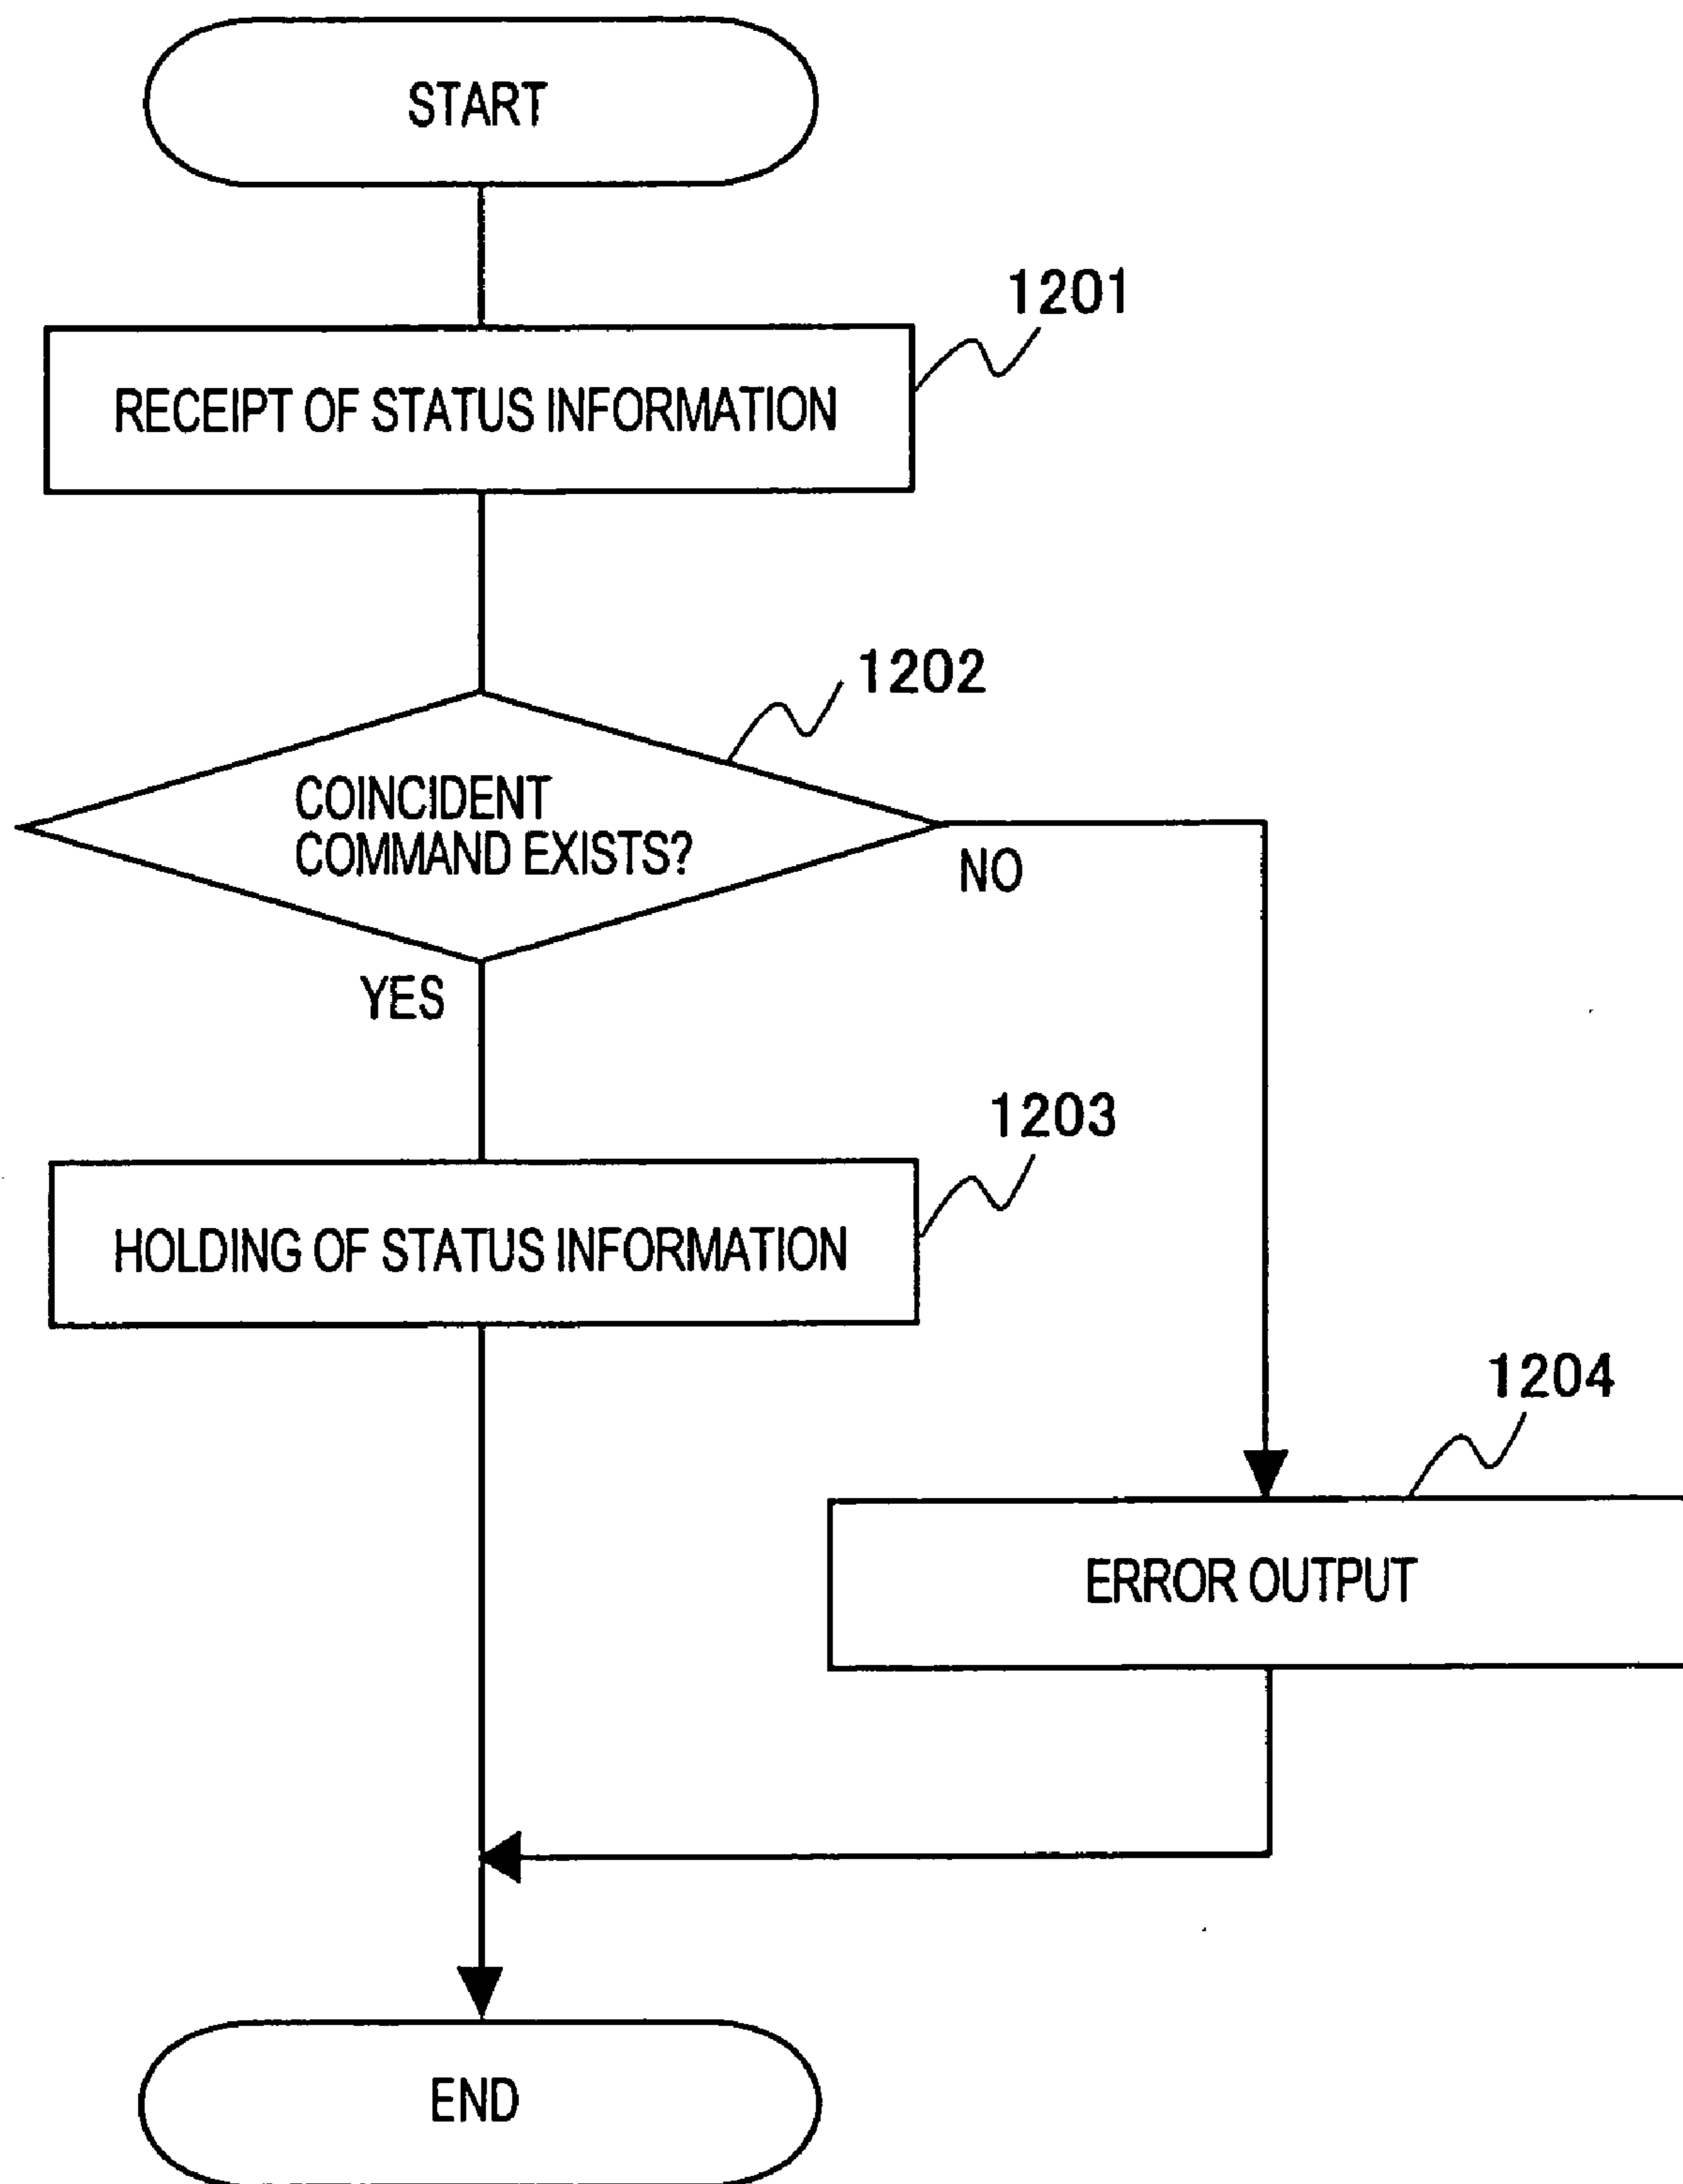 START
1201
RECEIPT OF STATUS INFORMATION
1202
COINCIDENT
COMMAND EXISTS?
NO
YES
1203
HOLDING OF STATUS INFORMATION
1204
ERROR OUTPUT
END